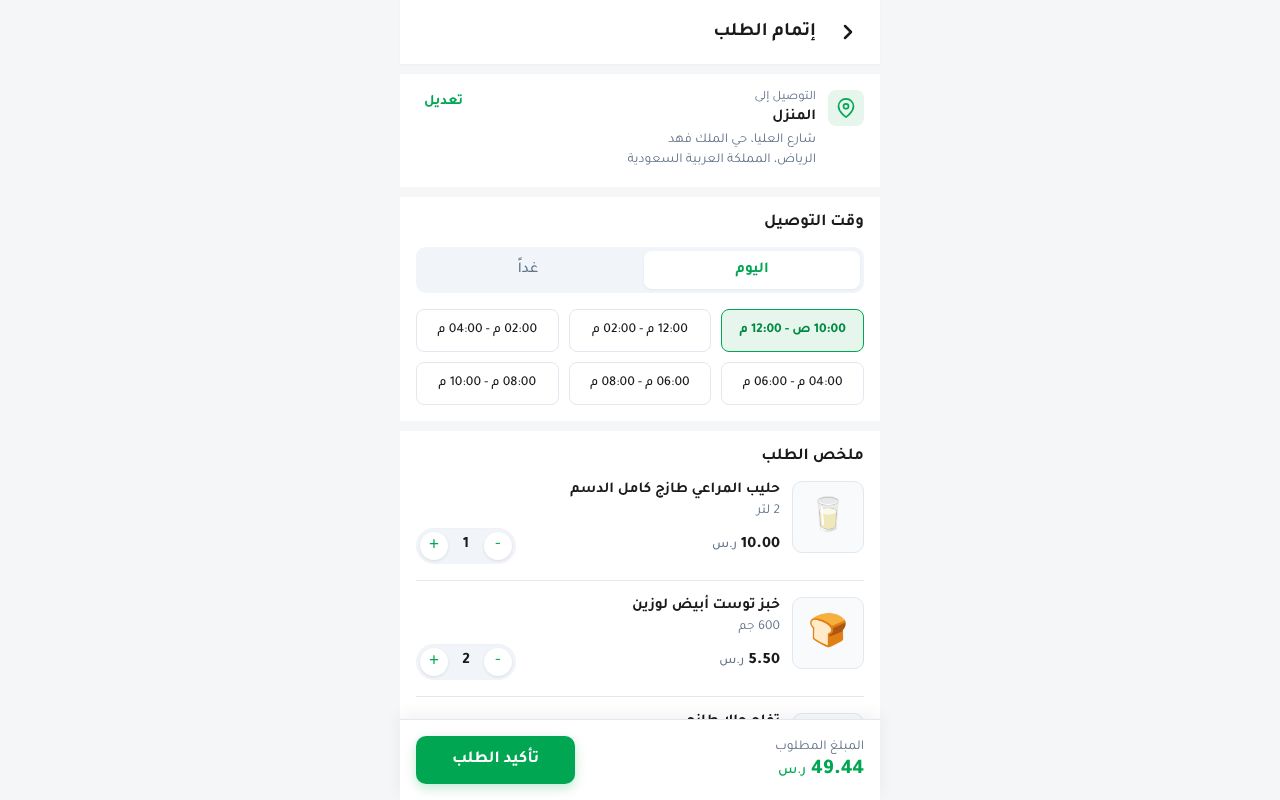 إتمام الطلب
التوصيل إلى
المنزل
تعديل
شارع العليا، حي الملك فهد
الرياض، المملكة العربية السعودية
وقت التوصيل
اليوم
غداً
10:00 ص - 12:00 م
12:00 م - 02:00 م
02:00 م - 04:00 م
04:00 م - 06:00 م
06:00 م - 08:00 م
08:00 م - 10:00 م
ملخص الطلب
حليب المراعي طازج كامل الدسم
2 لتر
10.00 ر.س
- 1 +
خبز توست أبيض لوزين
600 جم
5.50 ر.س
- 2 +
المبلغ المطلوب
49.44 ر.س
تأكيد الطلب